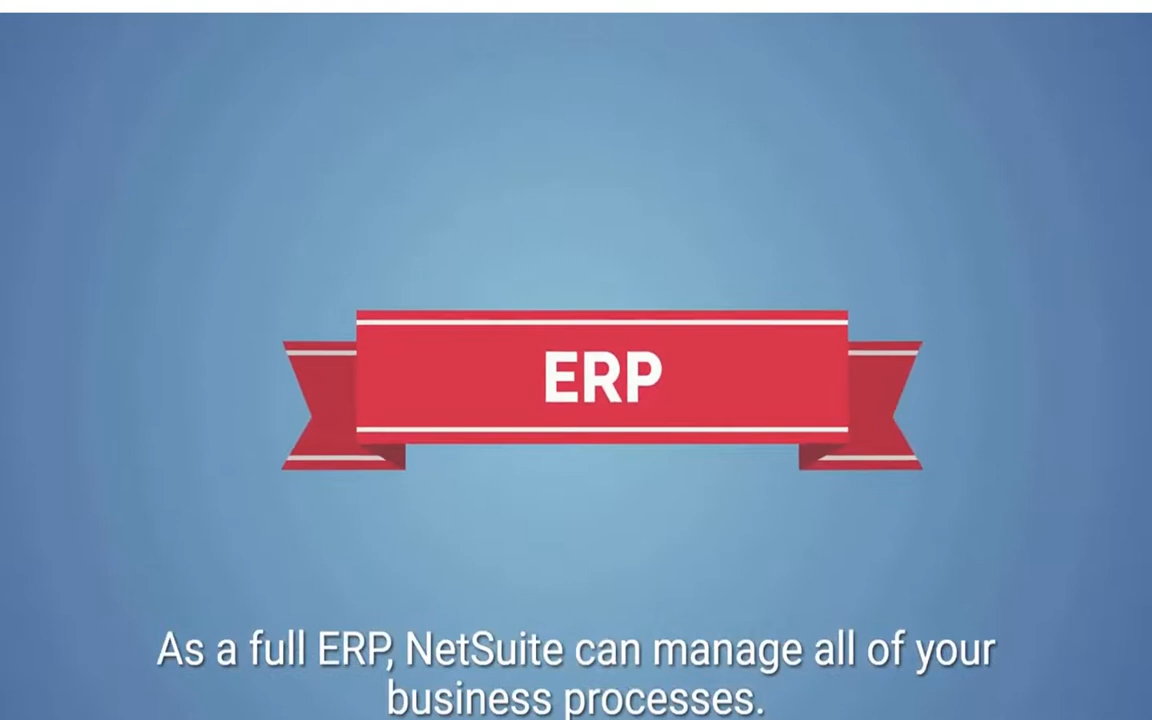 ERP
As a full ERP, NetSuite can manage all of your
business processes.